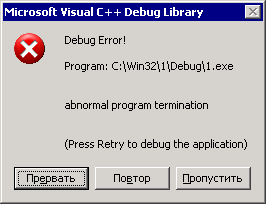 Microsoft Visual C++ Debug Library
Debug Error!
Program: C:\Win32\1\Debug\1.exe
abnormal program termination
(Press Retry to debug the application)
Прервать Повтор Пропустить